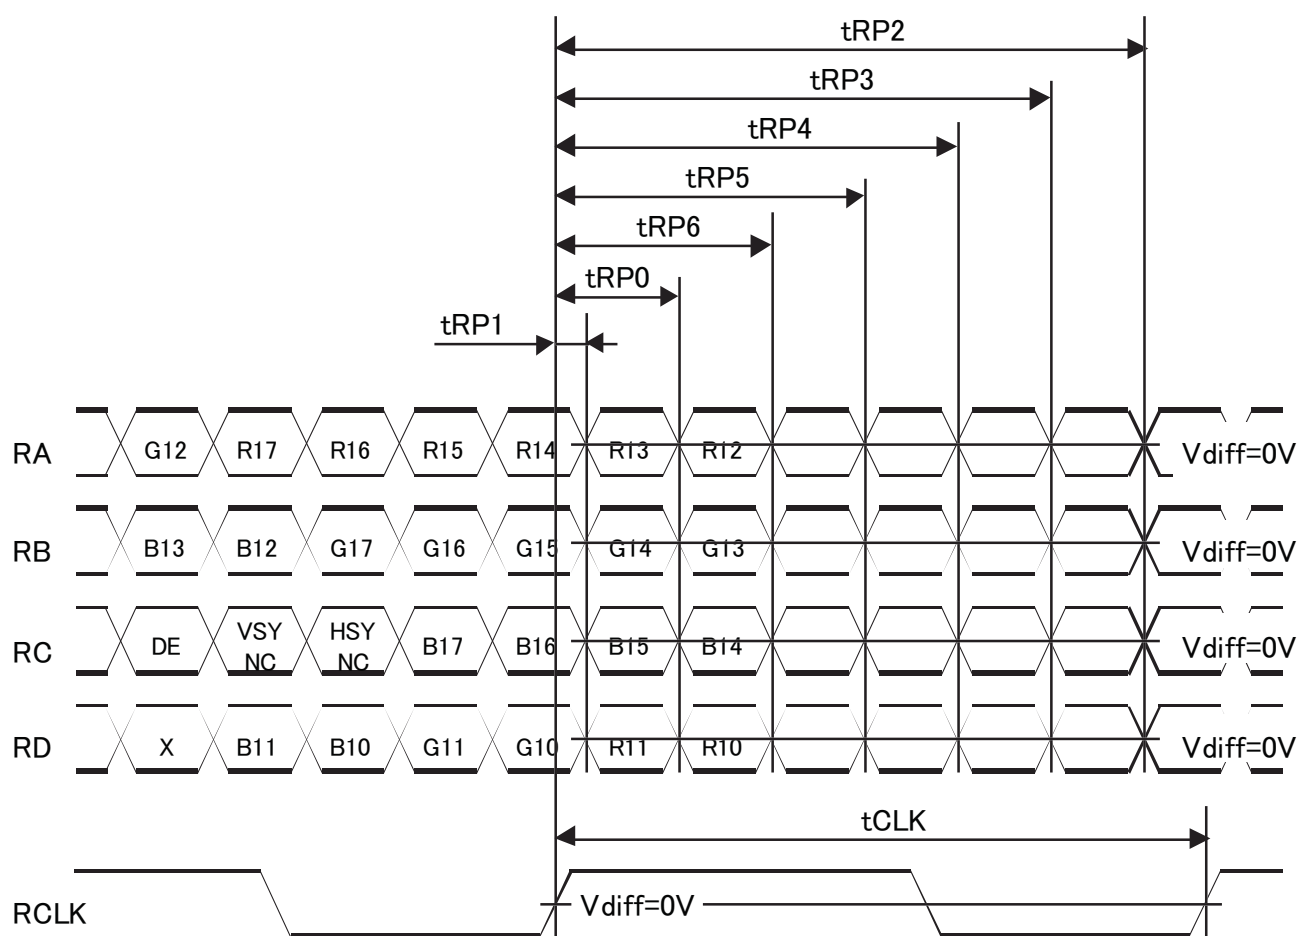 tRP2
tRP3
tRP4
tRP5
tRP6
tRP0
tRP1
RA G12 R17 R16 R15 R14 R13 R12 Vdiff=0V
RB B13 B12 G17 G16 G15 G14 G13 Vdiff=0V
RC DE VSY NC HSY NC B17 B16 B15 B14 Vdiff=0V
RD X B11 B10 G11 G10 R11 R10 Vdiff=0V
tCLK
RCLK Vdiff=0V